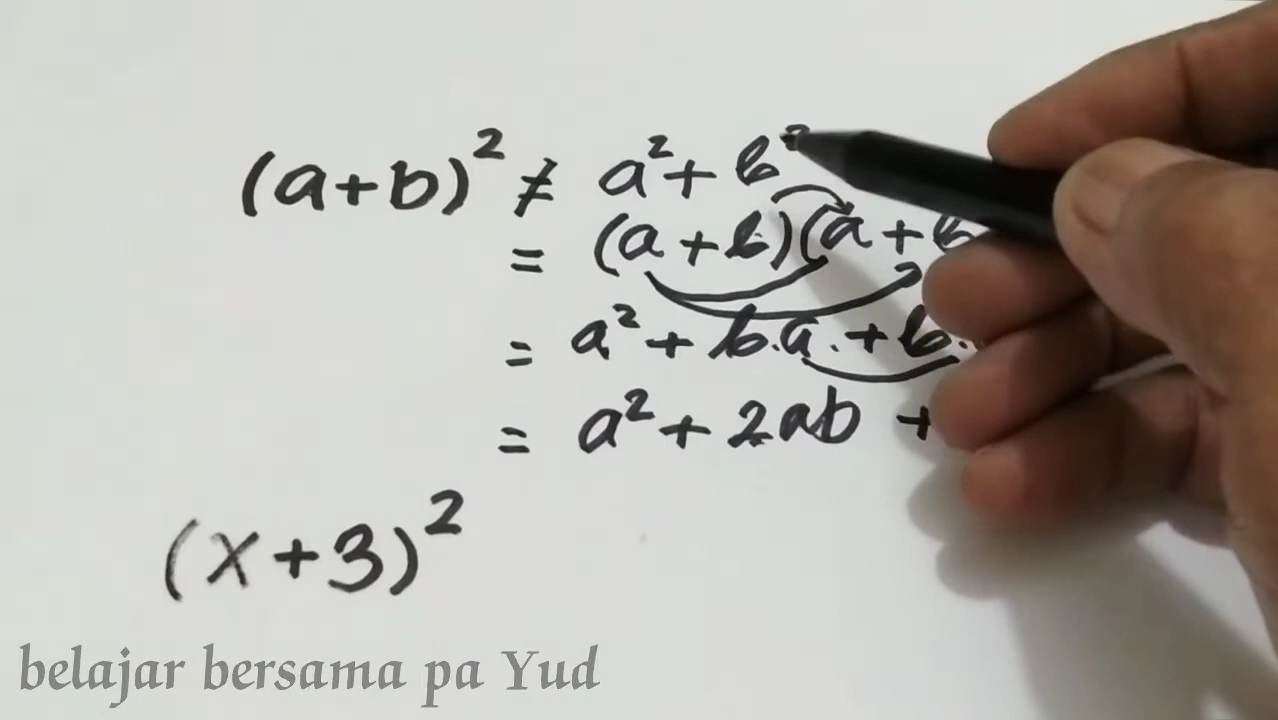 (a+b)² ≠ a² + b²
= (a + b)(a + b
= a² + b.a. + b.
= a² + 2ab +
(x+3)²
belajar bersama pa Yud